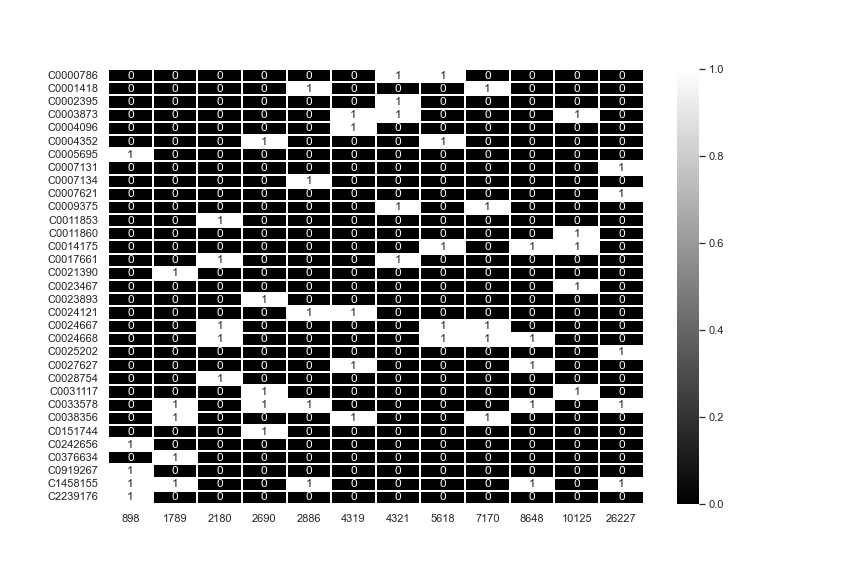 C0000786 0 0 0 0 0 0 1 1 0 0 0 0
C0001418 0 0 0 0 1 0 0 0 1 0 0 0
C0002395 0 0 0 0 0 0 1 0 0 0 0 0
C0003873 0 0 0 0 0 1 1 0 0 0 1 0
C0004096 0 0 0 0 0 1 0 0 0 0 0 0
C0004352 0 0 0 1 0 0 0 1 0 0 0 0
C0005695 1 0 0 0 0 0 0 0 0 0 0 0
C0007131 0 0 0 0 0 0 0 0 0 0 0 1
C0007134 0 0 0 0 1 0 0 0 0 0 0 0
C0007621 0 0 0 0 0 0 0 0 0 0 0 1
C0009375 0 0 0 0 0 0 1 0 1 0 0 0
C0011853 0 0 1 0 0 0 0 0 0 0 0 0
C0011860 0 0 0 0 0 0 0 0 0 0 1 0
C0014175 0 0 0 0 0 0 0 1 0 1 1 0
C0017661 0 0 1 0 0 0 1 0 0 0 0 0
C0021390 0 1 0 0 0 0 0 0 0 0 0 0
C0023467 0 0 0 0 0 0 0 0 0 0 1 0
C0023893 0 0 0 1 0 0 0 0 0 0 0 0
C0024121 0 0 0 0 1 1 0 0 0 0 0 0
C0024667 0 0 1 0 0 0 0 1 1 0 0 0
C0024668 0 0 1 0 0 0 0 1 1 1 0 0
C0025202 0 0 0 0 0 0 0 0 0 0 0 1
C0027627 0 0 0 0 0 1 0 0 0 1 0 0
C0028754 0 0 1 0 0 0 0 0 0 0 0 0
C0031117 0 0 0 1 0 0 0 0 0 0 1 0
C0033578 0 1 0 1 1 0 0 0 0 1 0 1
C0038356 0 1 0 0 0 1 0 0 1 0 0 0
C0151744 0 0 0 1 0 0 0 0 0 0 0 0
C0242656 1 0 0 0 0 0 0 0 0 0 0 0
C0376634 0 1 0 0 0 0 0 0 0 0 0 0
C0919267 1 0 0 0 0 0 0 0 0 0 0 0
C1458155 1 1 0 0 1 0 0 0 0 1 0 1
C2239176 1 0 0 0 0 0 0 0 0 0 0 0
898 1789 2180 2690 2886 4319 4321 5618 7170 8648 10125 26227
1.0
0.8
0.6
0.4
0.2
0.0